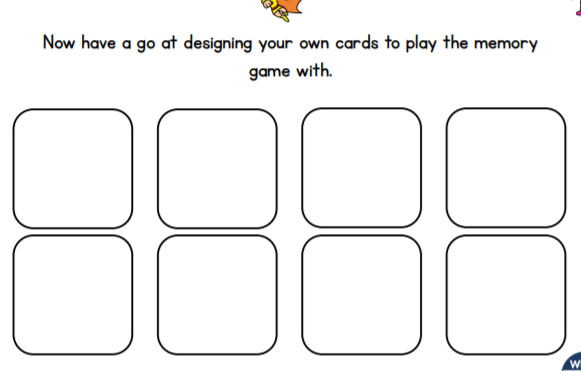 Now have a go at designing your own cards to play the memory
game with.
W